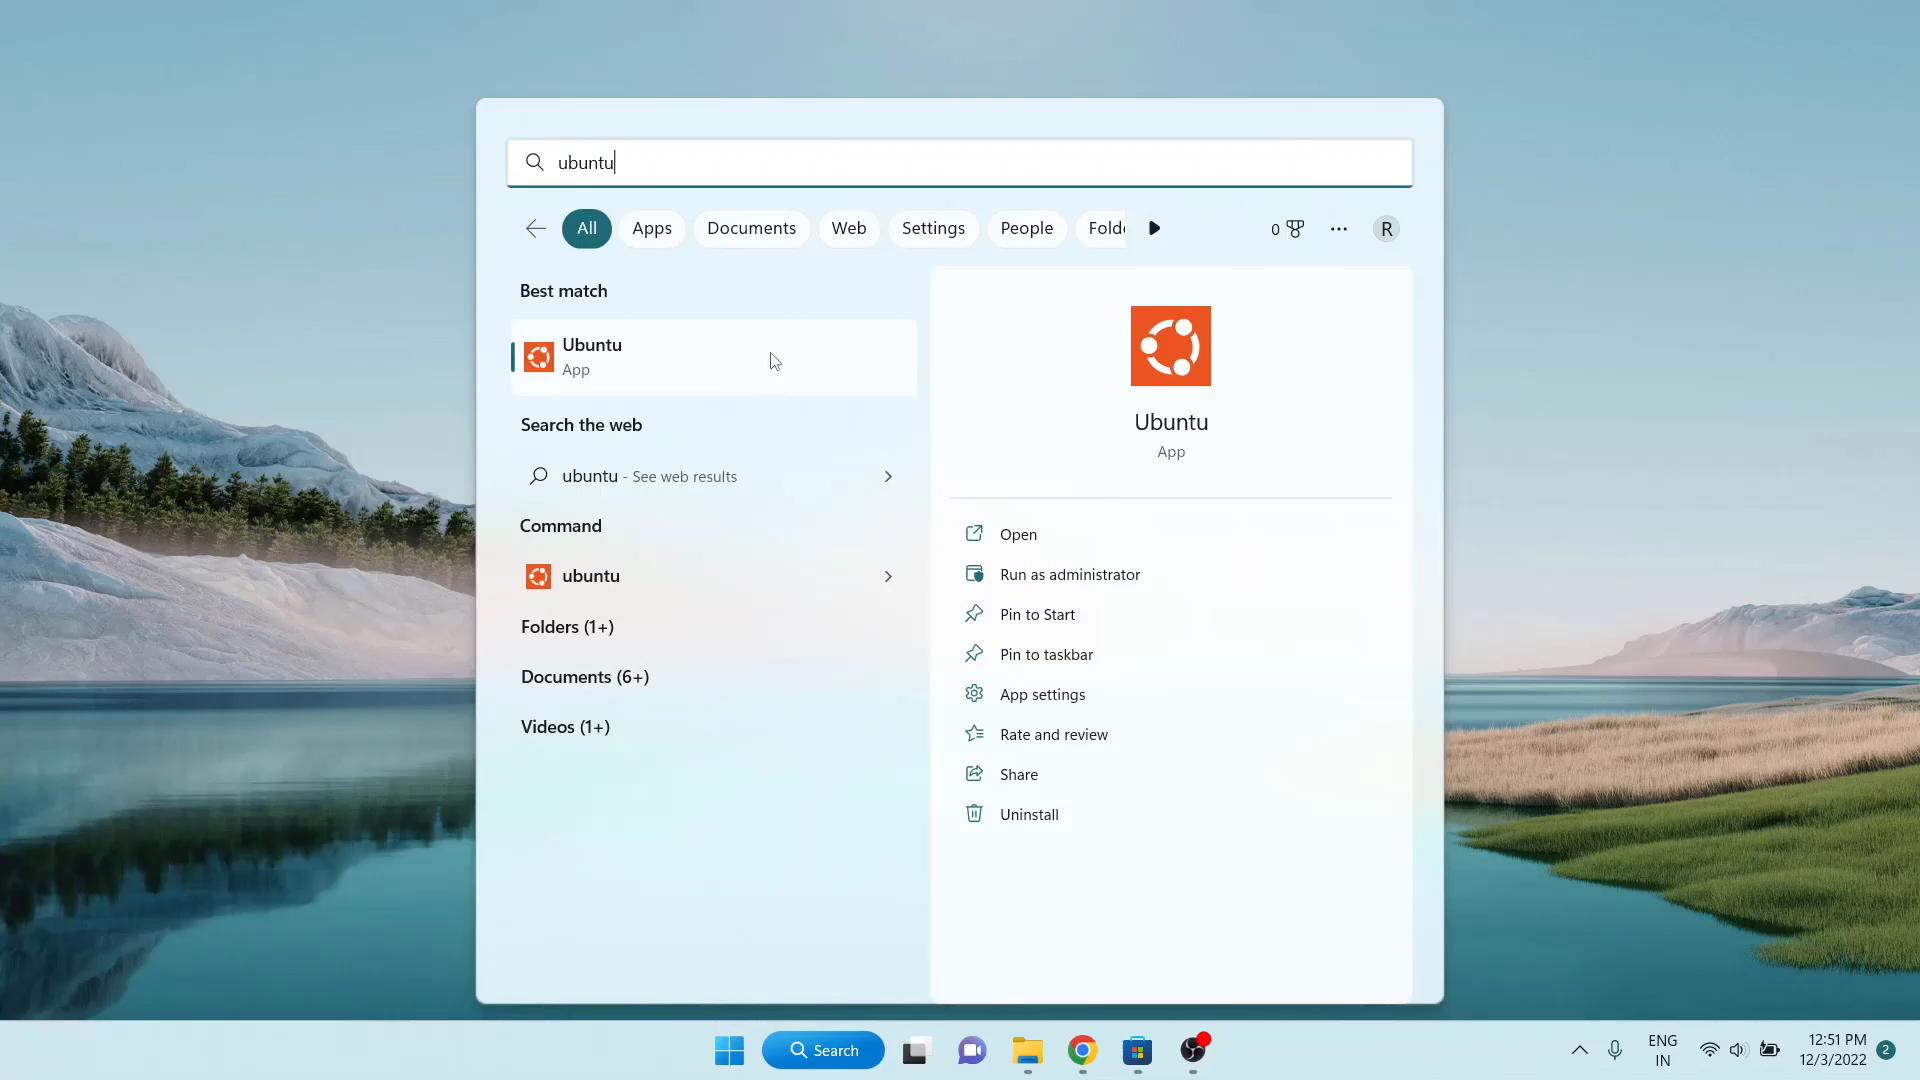 ubuntu
All
Apps
Documents
Web
Settings
People
Folde
0
R
Best match
Ubuntu
App
Search the web
ubuntu - See web results
Command
ubuntu
Folders (1+)
Documents (6+)
Videos (1+)
Ubuntu
App
Open
Run as administrator
Pin to Start
Pin to taskbar
App settings
Rate and review
Share
Uninstall
Search
ENG
IN
12:51 PM
12/3/2022
2